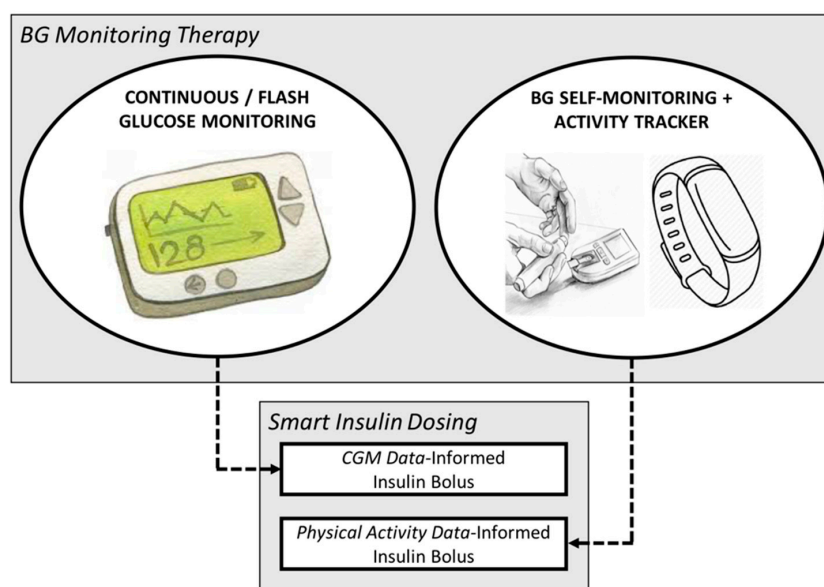 BG Monitoring Therapy
CONTINUOUS / FLASH
GLUCOSE MONITORING
128
BG SELF-MONITORING +
ACTIVITY TRACKER
Smart Insulin Dosing
CGM Data-Informed
Insulin Bolus
Physical Activity Data-Informed
Insulin Bolus